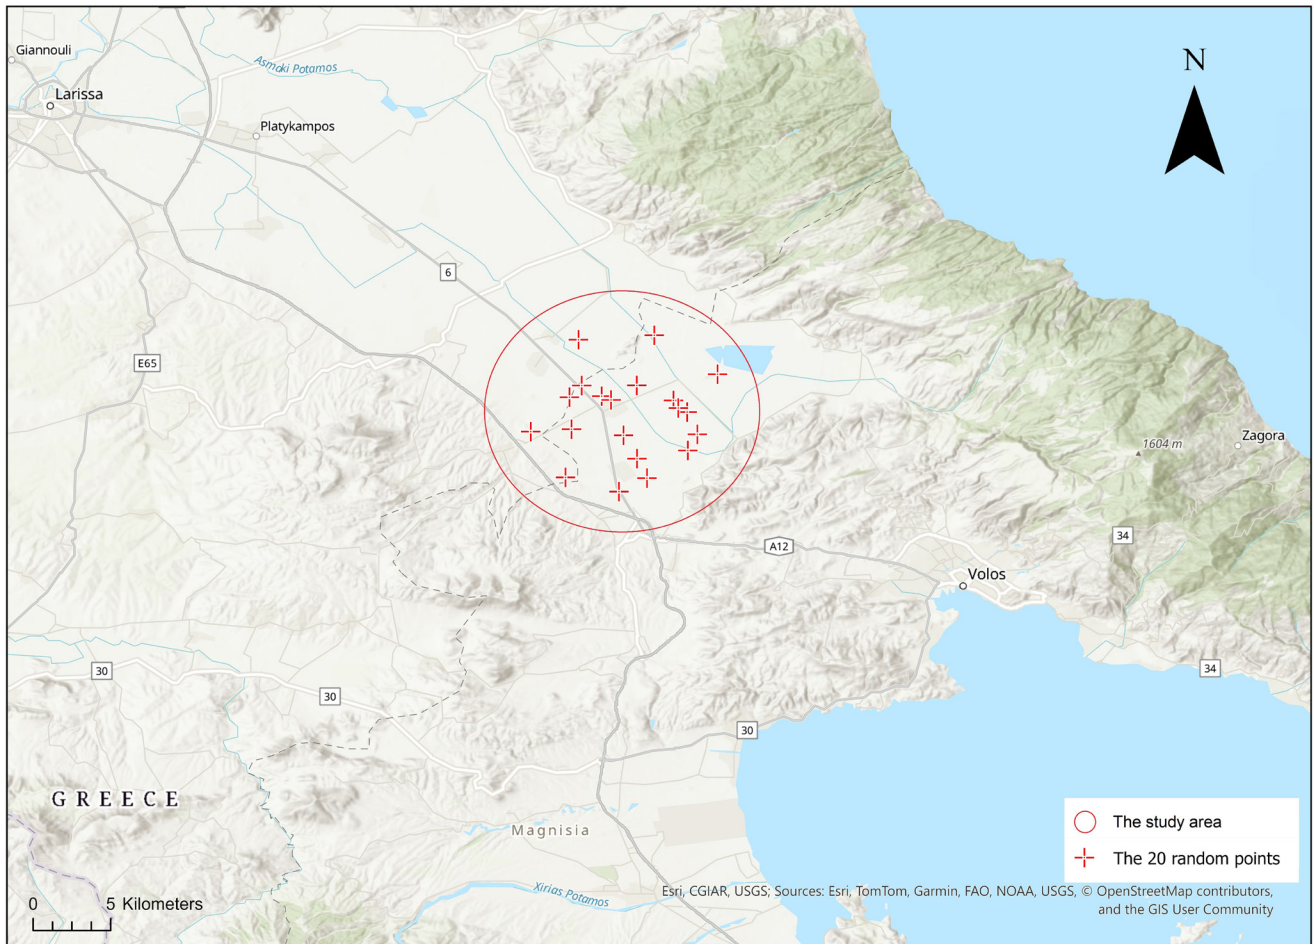 Giannouli
Asmaki Potamos
N
Larissa
Platykampos
6
E65
Zagora
1604 m
34
A12
Volos
30
34
30
30
GREECE
The study area
Magnisia
The 20 random points
Xirias Potamos
Esri, CGIAR, USGS; Sources: Esri, TomTom, Garmin, FAO, NOAA, USGS, © OpenStreetMap contributors,
0 5 Kilometers
and the GIS User Community